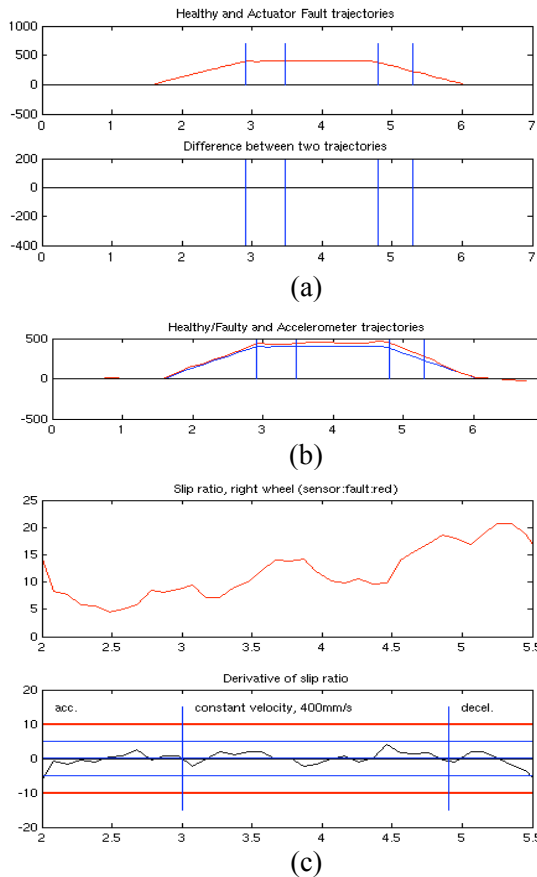 Healthy and Actuator Fault trajectories
1000
500
0
-500
0 1 2 3 4 5 6 7
Difference between two trajectories
200
0
-200
-400
0 1 2 3 4 5 6 7
(a)
Healthy/Faulty and Accelerometer trajectories
500
0
-500
0 1 2 3 4 5 6
(b)
Slip ratio, right wheel (sensor:fault:red)
25
20
15
10
5
0
2 2.5 3 3.5 4 4.5 5 5.5
Derivative of slip ratio
20
acc. constant velocity, 400mm/s decel.
10
0
-10
-20
2 2.5 3 3.5 4 4.5 5 5.5
(c)